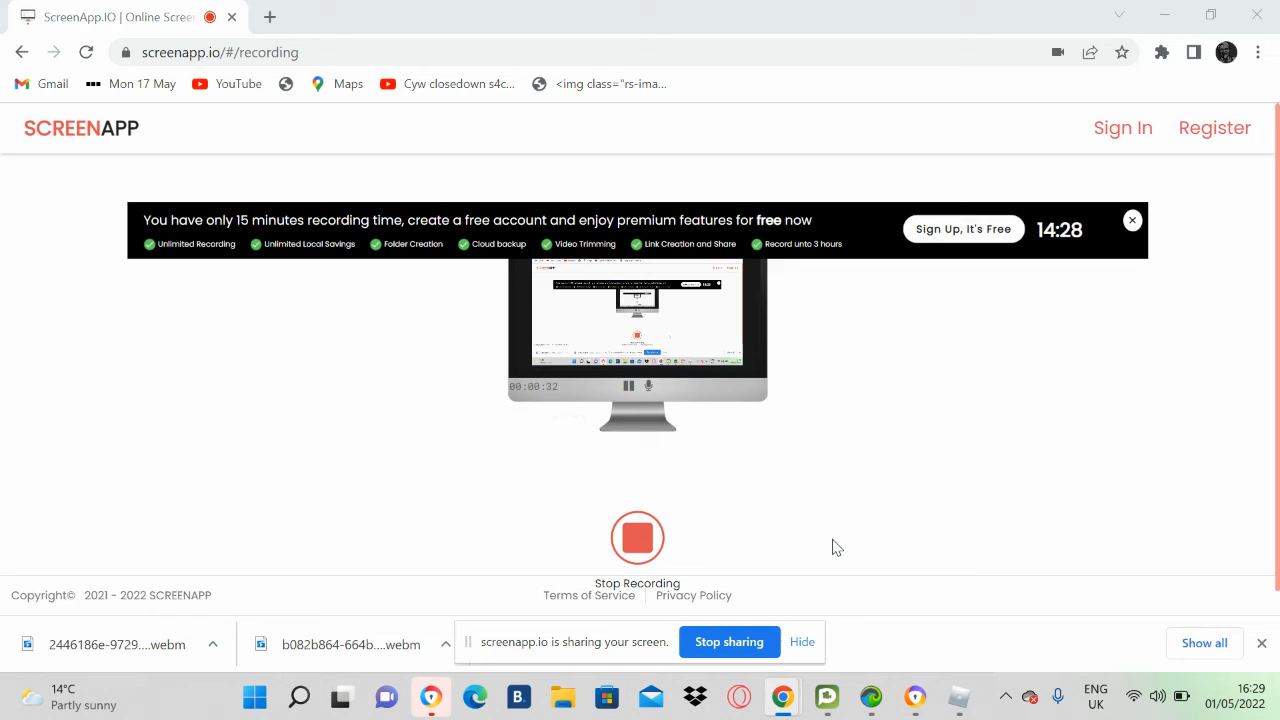 ScreenApp.IO | Online Screen
screenapp.io/#/recording
Gmail
Mon 17 May
YouTube
Maps
Cyw closedown s4c...
<img class="rs-ima...
SCREENAPP
Sign In
Register
You have only 15 minutes recording time, create a free account and enjoy premium features for free now
Unlimited Recording
Unlimited Local Savings
Folder Creation
Cloud backup
Video Trimming
Link Creation and Share
Record unto 3 hours
Sign Up, It's Free
14:28
00:00:32
Stop Recording
Copyright© 2021 - 2022 SCREENAPP
Terms of Service
Privacy Policy
2446186e-9729....webm
b082b864-664b....webm
screenapp.io is sharing your screen.
Stop sharing
Hide
Show all
14°C
Partly sunny
ENG
UK
16:29
01/05/2022